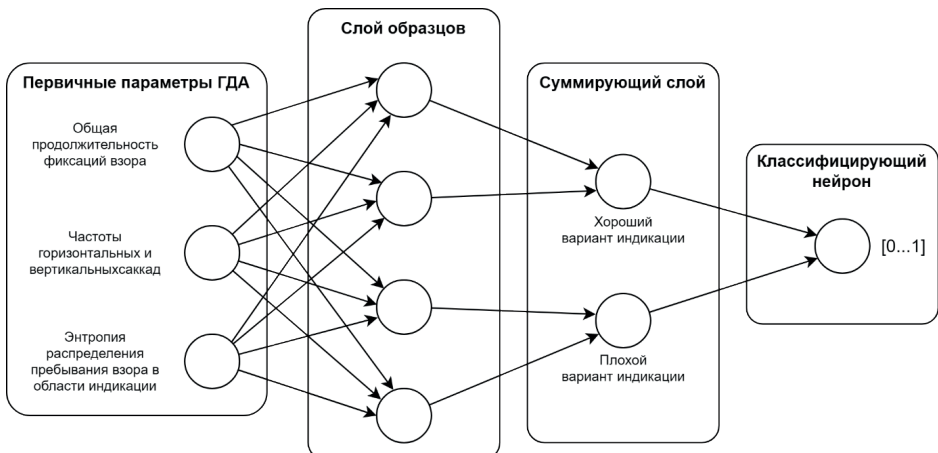 Слой образцов
Первичные параметры ГДА
Общая
продолжительность
фиксаций взора
Частоты
горизонтальных и
вертикальныхсаккад
Энтропия
распределения
пребывания взора в
области индикации
Суммирующий слой
Хороший
вариант индикации
Плохой
вариант индикации
Классифицирующий
нейрон
[0...1]